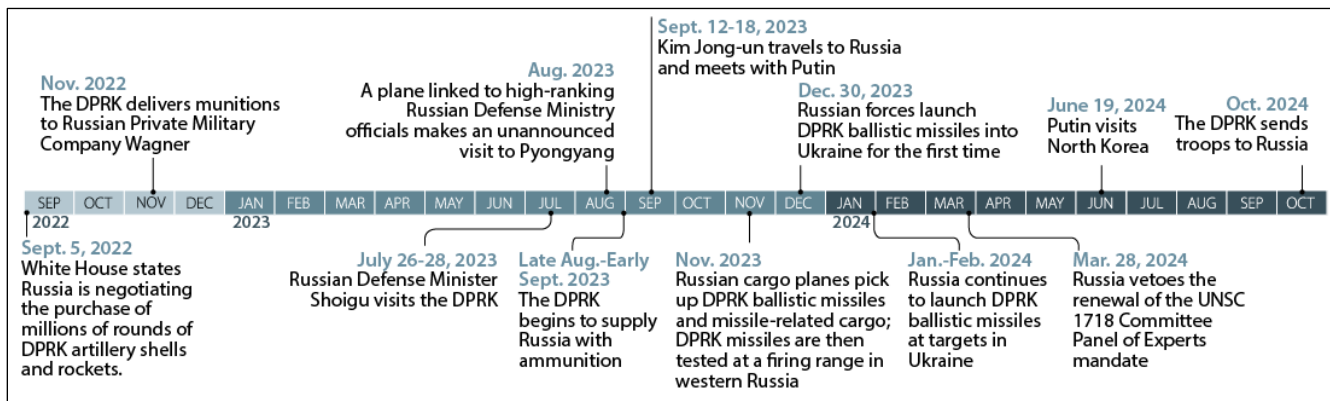 Nov. 2022
The DPRK delivers munitions
to Russian Private Military
Company Wagner
Aug. 2023
A plane linked to high-ranking
Russian Defense Ministry
officials makes an unannounced
visit to Pyongyang
Sept. 12-18, 2023
Kim Jong-un travels to Russia
and meets with Putin
Dec. 30, 2023
Russian forces launch
DPRK ballistic missiles into
Ukraine for the first time
June 19, 2024
Putin visits
North Korea
Oct. 2024
The DPRK sends
troops to Russia
SEP OCT NOV DEC JAN FEB MAR APR MAY JUN JUL AUG SEP OCT NOV DEC JAN FEB MAR APR MAY JUN JUL AUG SEP OCT
2022 2023 2024
Sept. 5, 2022
White House states
Russia is negotiating
the purchase of
millions of rounds of
DPRK artillery shells
and rockets.
July 26-28, 2023
Russian Defense Minister
Shoigu visits the DPRK
Late Aug.-Early
Sept. 2023
The DPRK
begins to supply
Russia with
ammunition
Nov. 2023
Russian cargo planes pick
up DPRK ballistic missiles
and missile-related cargo;
DPRK missiles are then
tested at a firing range in
western Russia
Jan.-Feb. 2024
Russia continues
to launch DPRK
ballistic missiles
at targets in
Ukraine
Mar. 28, 2024
Russia vetoes the
renewal of the UNSC
1718 Committee
Panel of Experts
mandate